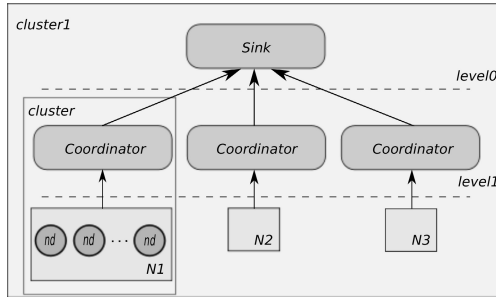 cluster1
Sink
level0
cluster
Coordinator
Coordinator
Coordinator
level1
nd
nd
...
nd
N1
N2
N3